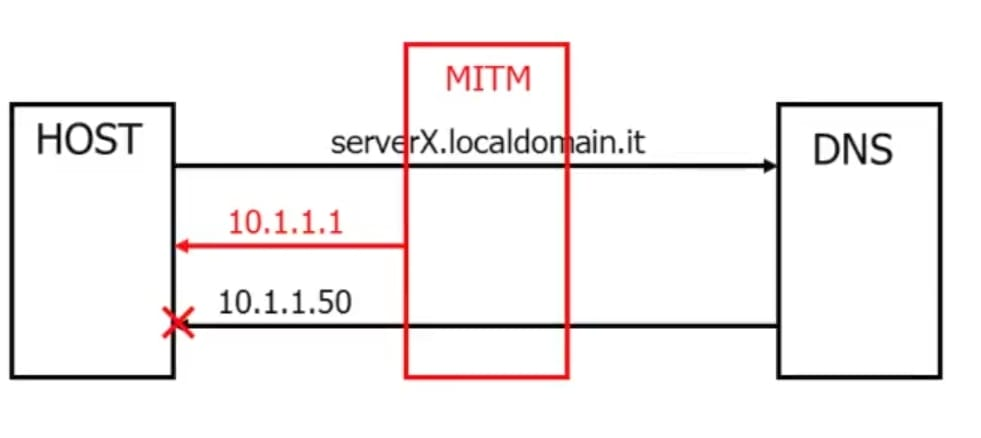 MITM
HOST
serverX.localdomain.it
DNS
10.1.1.1
10.1.1.50